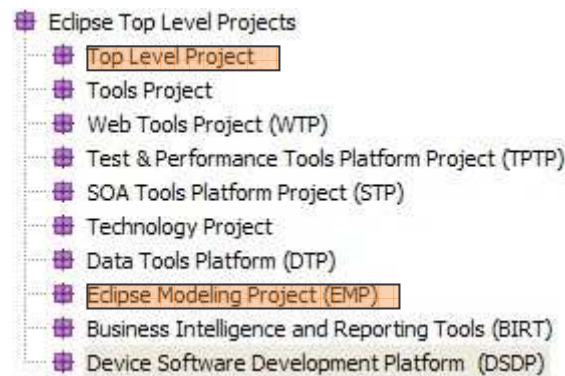 Eclipse Top Level Projects
Top Level Project
Tools Project
Web Tools Project (WTP)
Test & Performance Tools Platform Project (TPTP)
SOA Tools Platform Project (STP)
Technology Project
Data Tools Platform (DTP)
Eclipse Modeling Project (EMP)
Business Intelligence and Reporting Tools (BIRT)
Device Software Development Platform (DSDP)